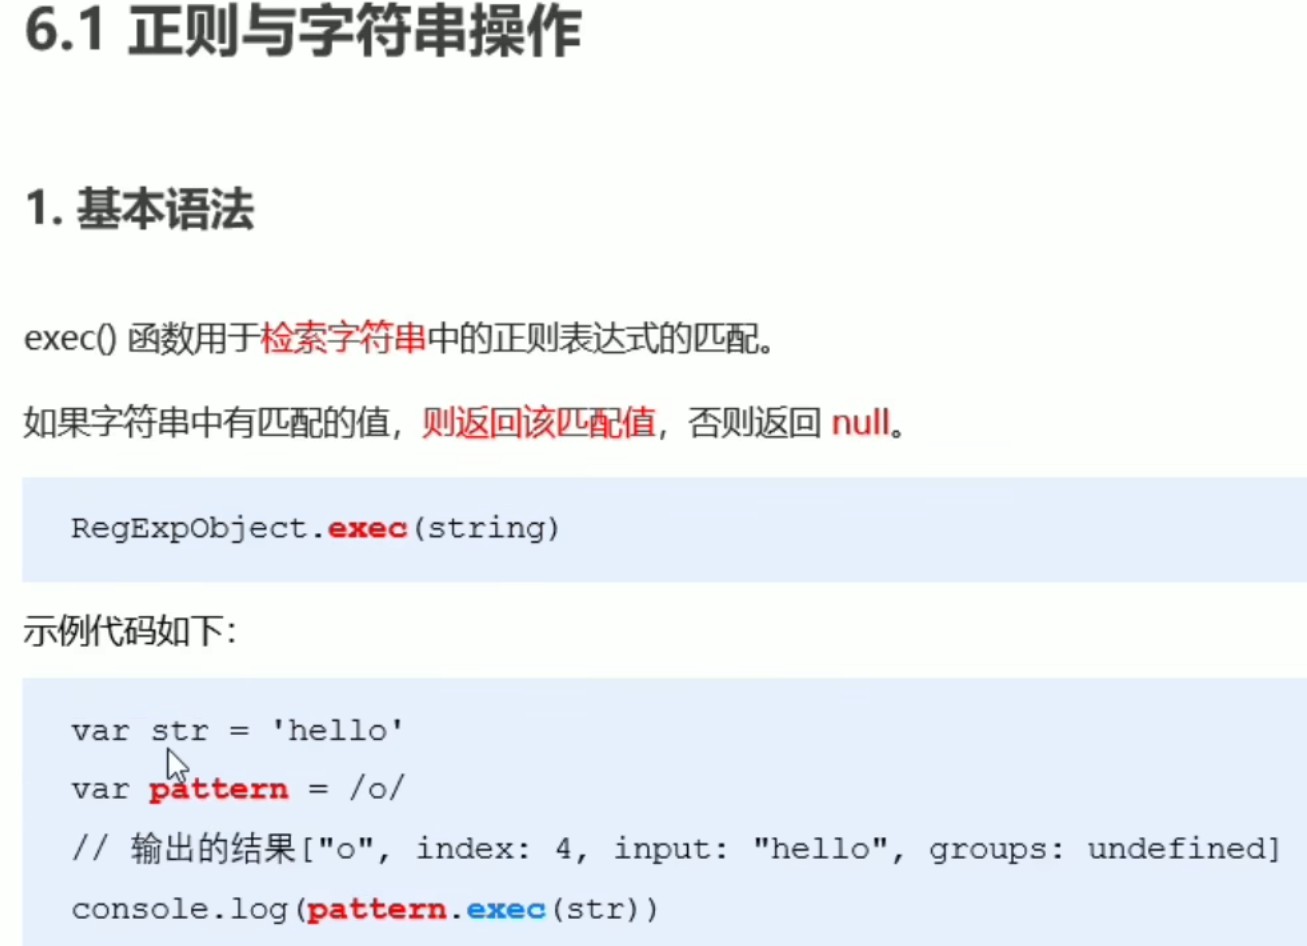 6.1 正则与字符串操作
1. 基本语法
exec() 函数用于检索字符串中的正则表达式的匹配。
如果字符串中有匹配的值，则返回该匹配值，否则返回 null。
RegExpObject.exec(string)
示例代码如下：
var str = 'hello'
var pattern = /o/
// 输出的结果["o", index: 4, input: "hello", groups: undefined]
console.log(pattern.exec(str))